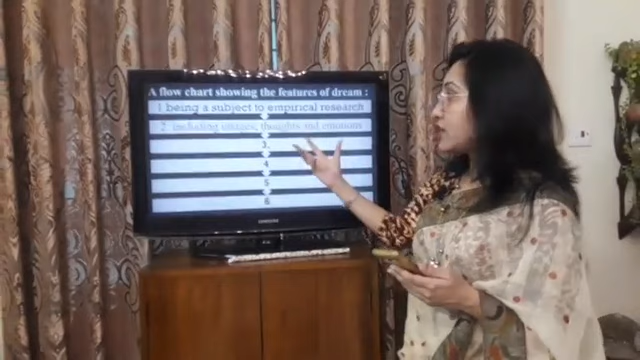 A flow chart showing the features of dream :
1 being a subject to empirical research
2. including images, thoughts and emotions
3.
4
5
6
SAMSUNG